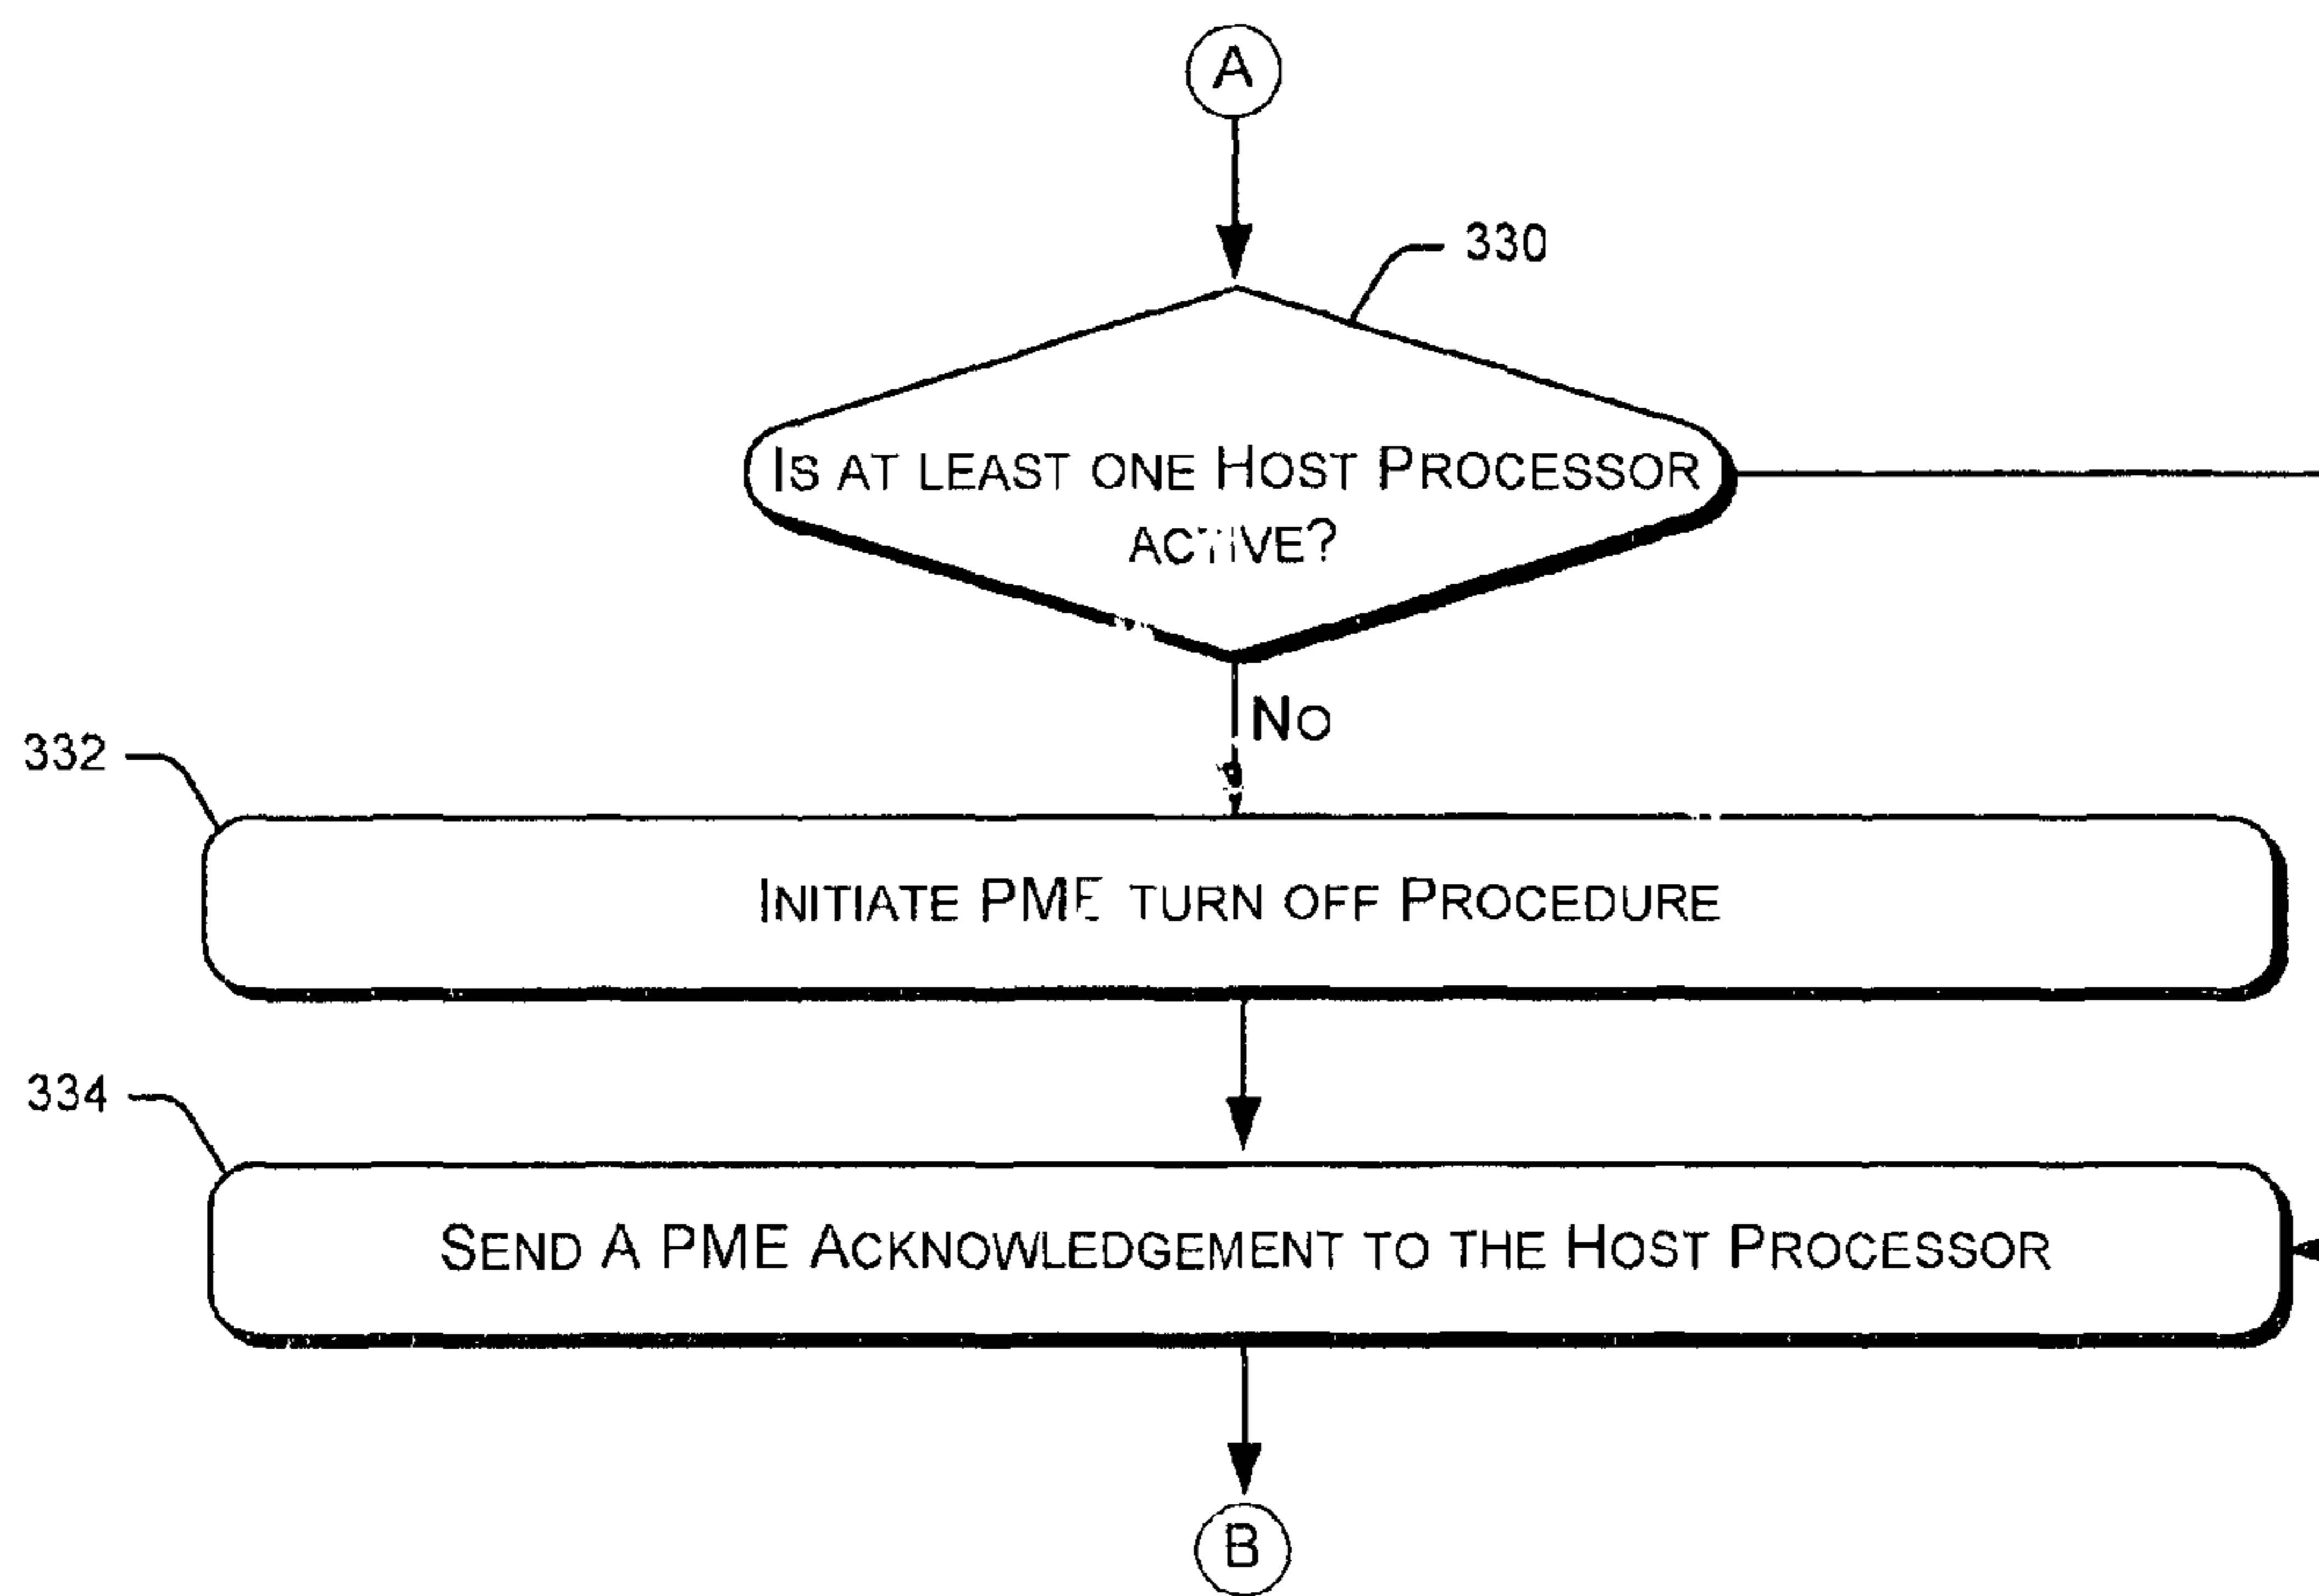 A
330
IS AT LEAST ONE HOST PROCESSOR
ACTIVE?
NO
332
INITIATE PME TURN OFF PROCEDURE
334
SEND A PME ACKNOWLEDGEMENT TO THE HOST PROCESSOR
B